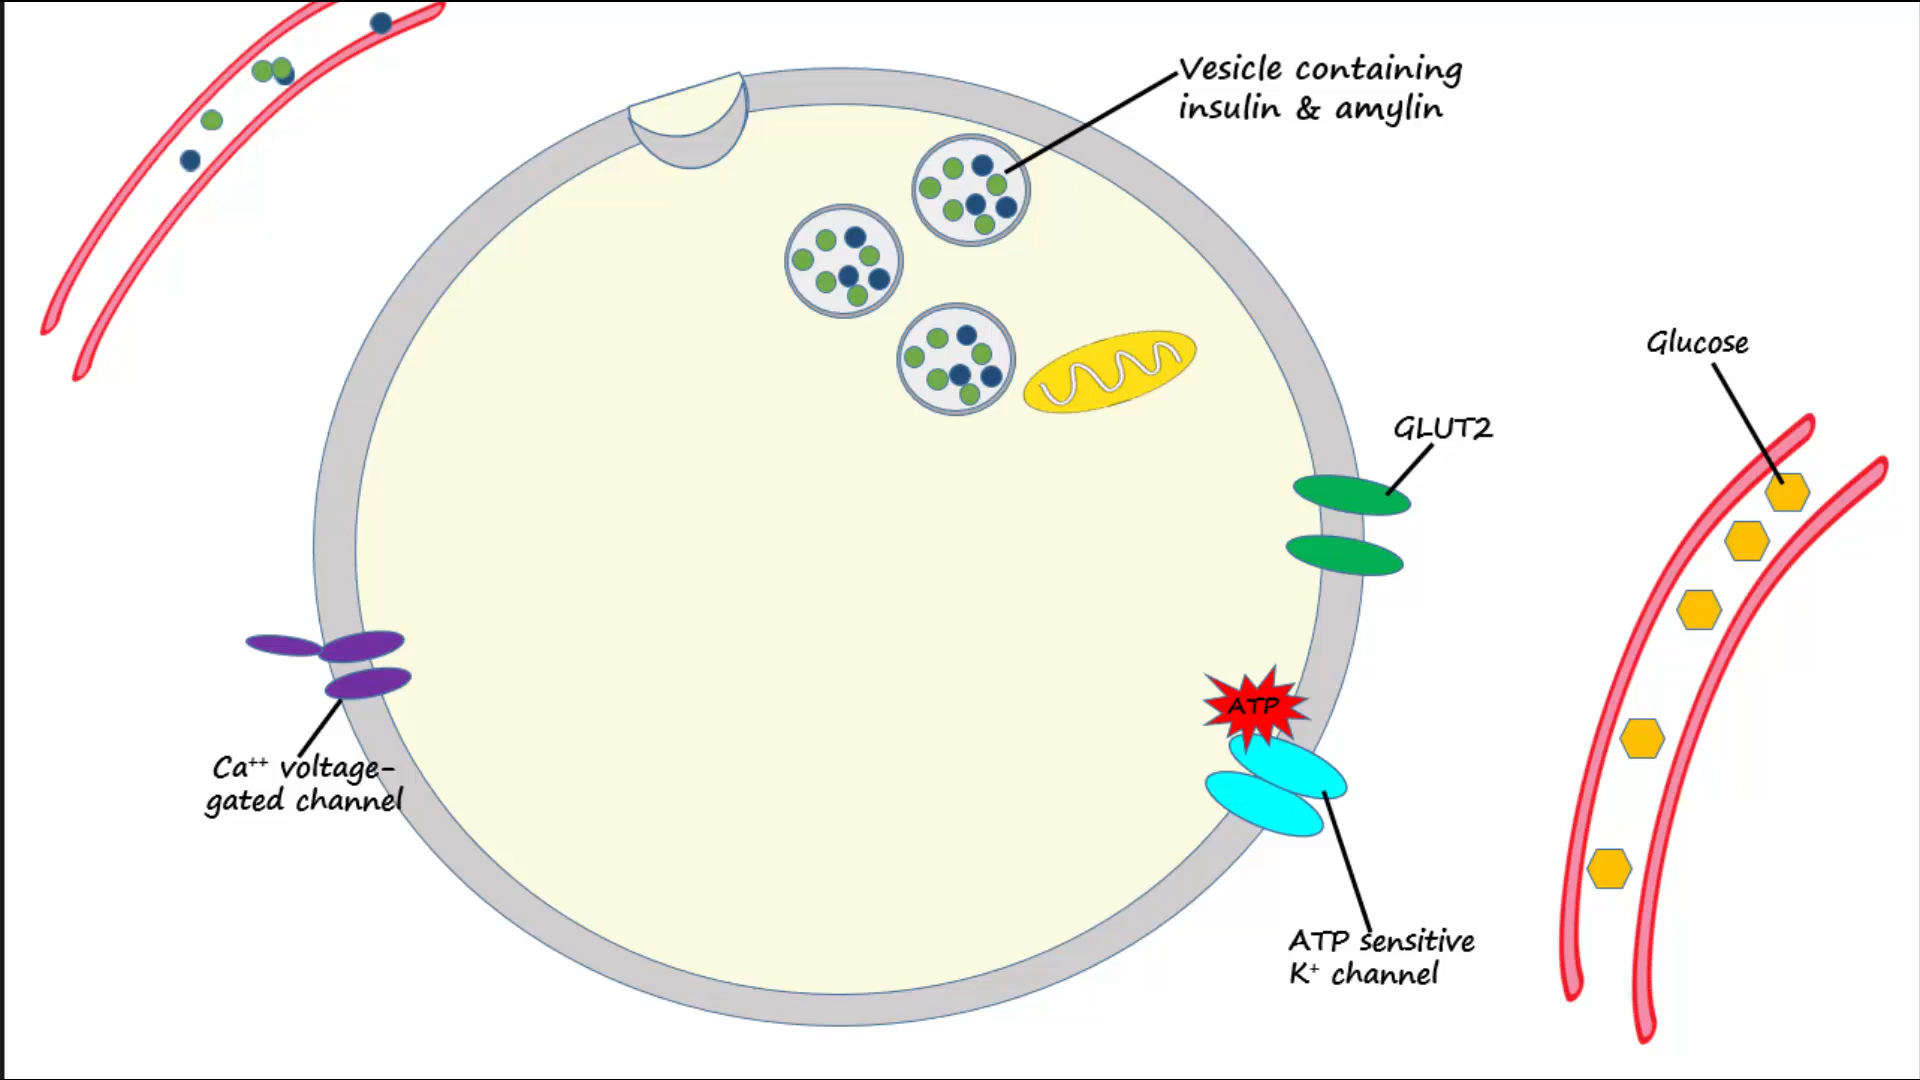 Vesicle containing
insulin & amylin
Glucose
GLUT2
ATP
Ca⁺⁺ voltage-
gated channel
ATP sensitive
K⁺ channel